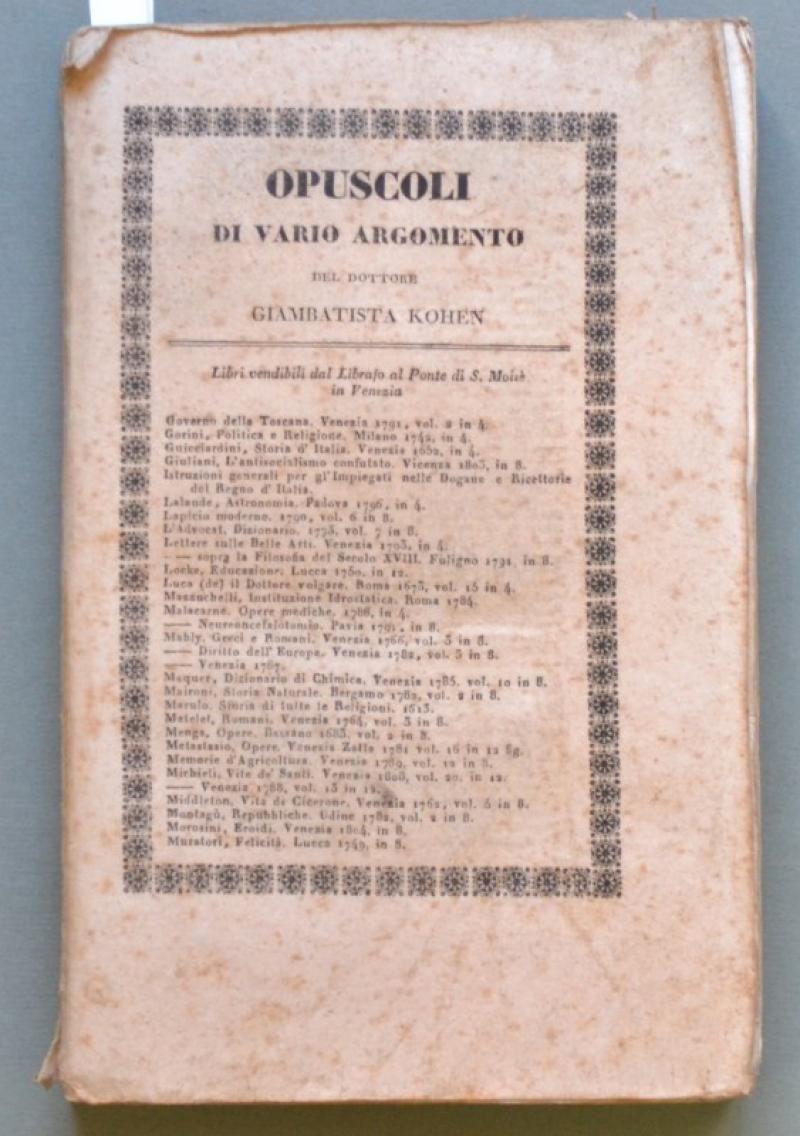 OPUSCOLI
DI VARIO ARGOMENTO
DEL DOTTORE
GIAMBATISTA KOHEN
Libri vendibili dal Librajo al Ponte di S. Moisè
in Venezia
Governo della Toscana. Venezia 1791, vol. 2 in 4.
Gorini, Politica e Religione. Milano 1742, in 4.
Guicciardini, Storia d' Italia. Venezia in 4.
Giuliani, L'antisocialismo confutato. Vicenza 1803, in 8.
Istruzioni generali per gl'Impiegati nelle Dogane e Ricettorie
del Regno d' Italia.
Lalande, Astronomia. Padova 1796, in 4.
Lapicio moderno. 1790, vol. 6 in 8.
L'Advocat, Dizionario. 1773, vol. 7 in 8.
Lettere sulle Belle Arti. Venezia 1793, in 4.
— sopra la Filosofia del Secolo XVIII. Fuligno 1791, in 8.
Locke, Educazione. Lucca 1750, in 12.
Luca (de) il Dottore volgare. Roma 1673, vol. 15 in 4.
Mazzuchelli, Instituzione Idrostatica. Roma 1784.
Malacarne. Opere mediche. 1788, in 4.
— Neuroencefalotomia. Pavia 1791, in 8.
Mably. Greci e Romani. Venezia 1766, vol. 3 in 8.
— Diritto dell' Europa. Venezia 1782, vol. 3 in 8.
— Venezia 1767.
Maquer, Dizionario di Chimica. Venezia 1785. vol. 10 in 8.
Maironi, Storia Naturale. Bergamo 1782, vol. 2 in 8.
Marulo. Storia di tutte le Religioni. 1613.
Matelet, Romani. Venezia 1764, vol. 3 in 8.
Mengs, Opere. Bassano 1683, vol. 2 in 8.
Metastasio, Opere. Venezia Zatta 1781 vol. 16 in 12 fig.
Memorie d'Agricoltura. Venezia 1789, vol. 12 in 8.
Michieli, Vite de' Santi. Venezia 1808, vol. 20. in 12.
— Venezia 1788, vol. 13 in 12.
Middleton, Vita di Cicerone. Venezia 1762, vol. 5 in 8.
Montagù, Repubbliche. Udine 1782, vol. 2 in 8.
Morosini, Eroidi. Venezia 1804, in 8.
Muratori, Felicità. Lucca 1749, in 8.